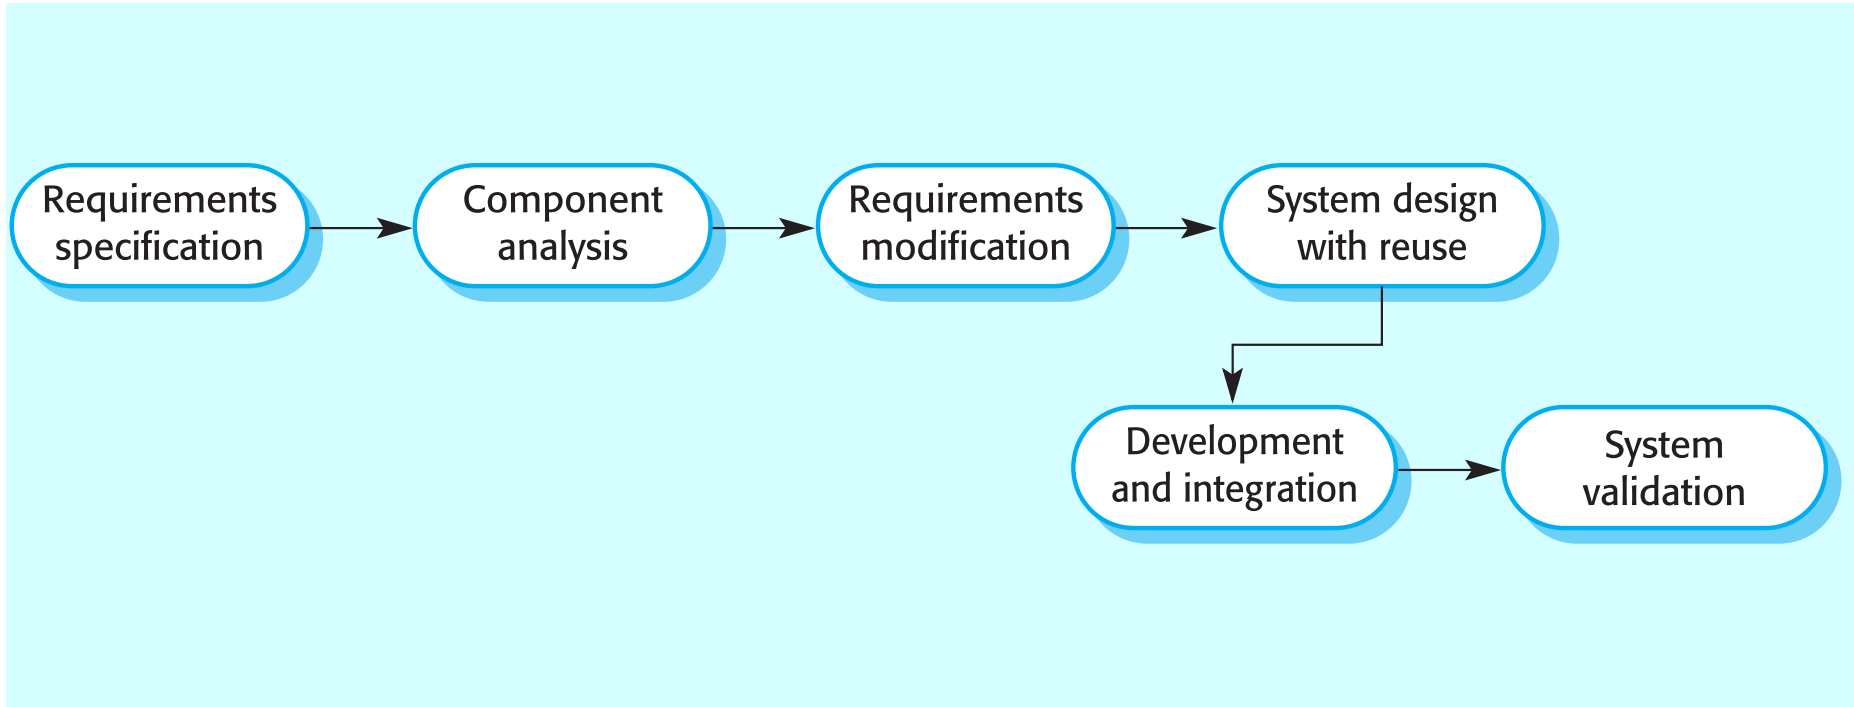 Requirements
specification
Component
analysis
Requirements
modification
System design
with reuse
Development
and integration
System
validation